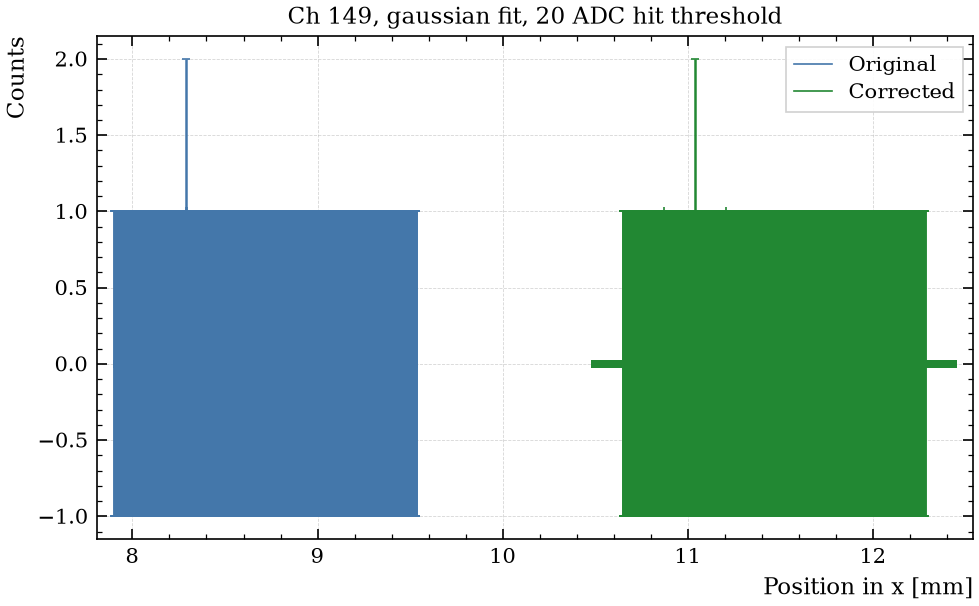 Ch 149, gaussian fit, 20 ADC hit threshold
Counts
Original
Corrected
2.0
1.5
1.0
0.5
0.0
−0.5
−1.0
8 9 10 11 12
Position in x [mm]